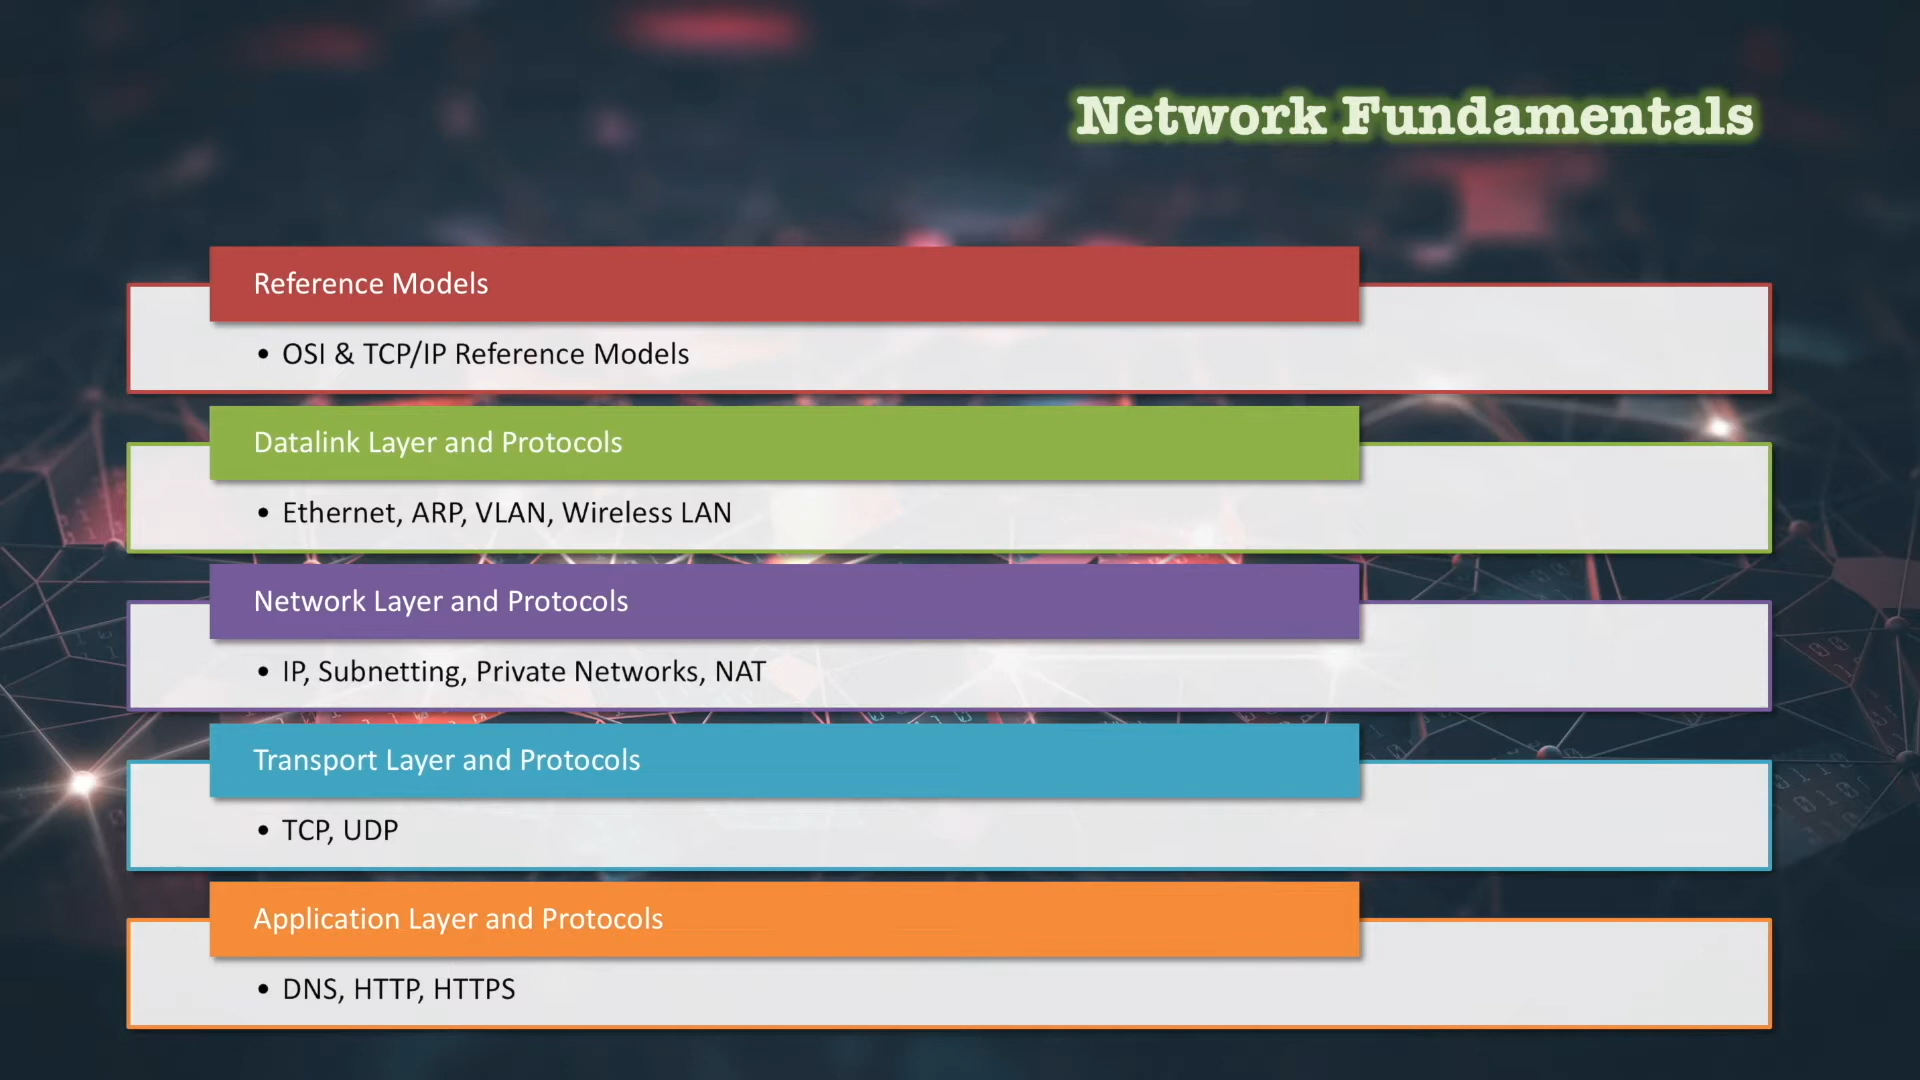 Network Fundamentals
Reference Models
• OSI & TCP/IP Reference Models
Datalink Layer and Protocols
• Ethernet, ARP, VLAN, Wireless LAN
Network Layer and Protocols
• IP, Subnetting, Private Networks, NAT
Transport Layer and Protocols
• TCP, UDP
Application Layer and Protocols
• DNS, HTTP, HTTPS